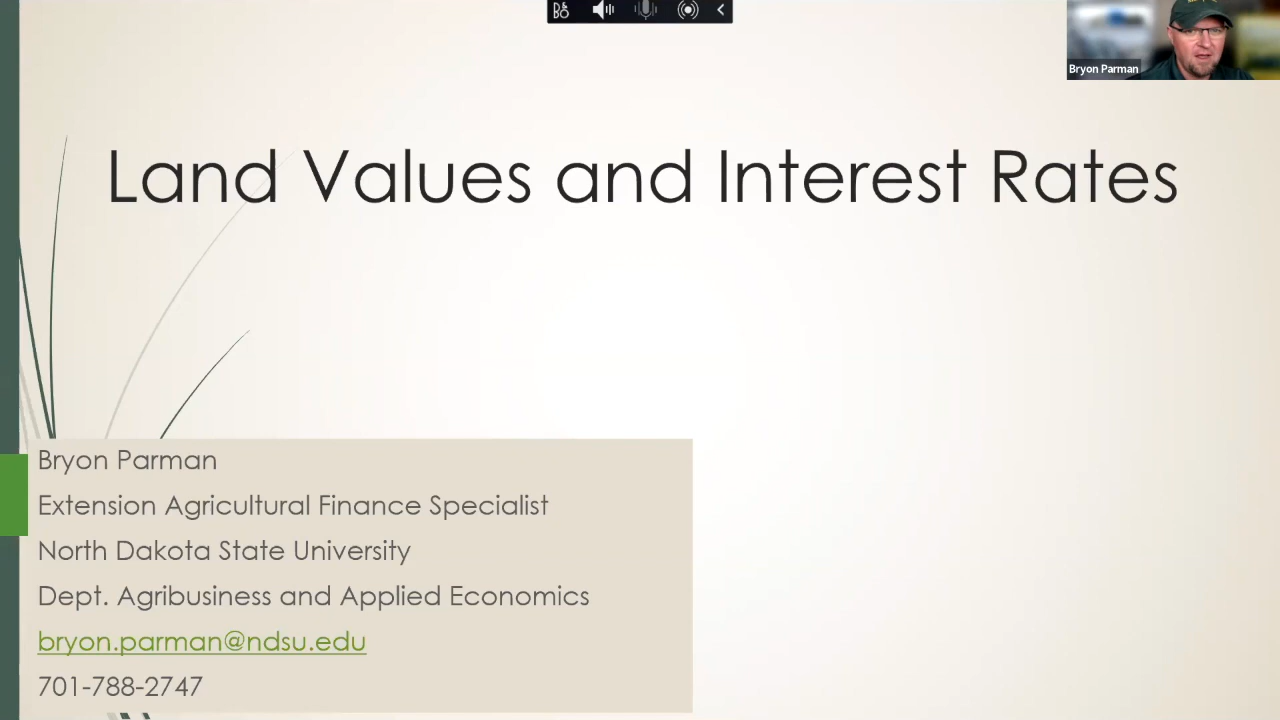 Bryon Parman
Land Values and Interest Rates
Bryon Parman
Extension Agricultural Finance Specialist
North Dakota State University
Dept. Agribusiness and Applied Economics
bryon.parman@ndsu.edu
701-788-2747